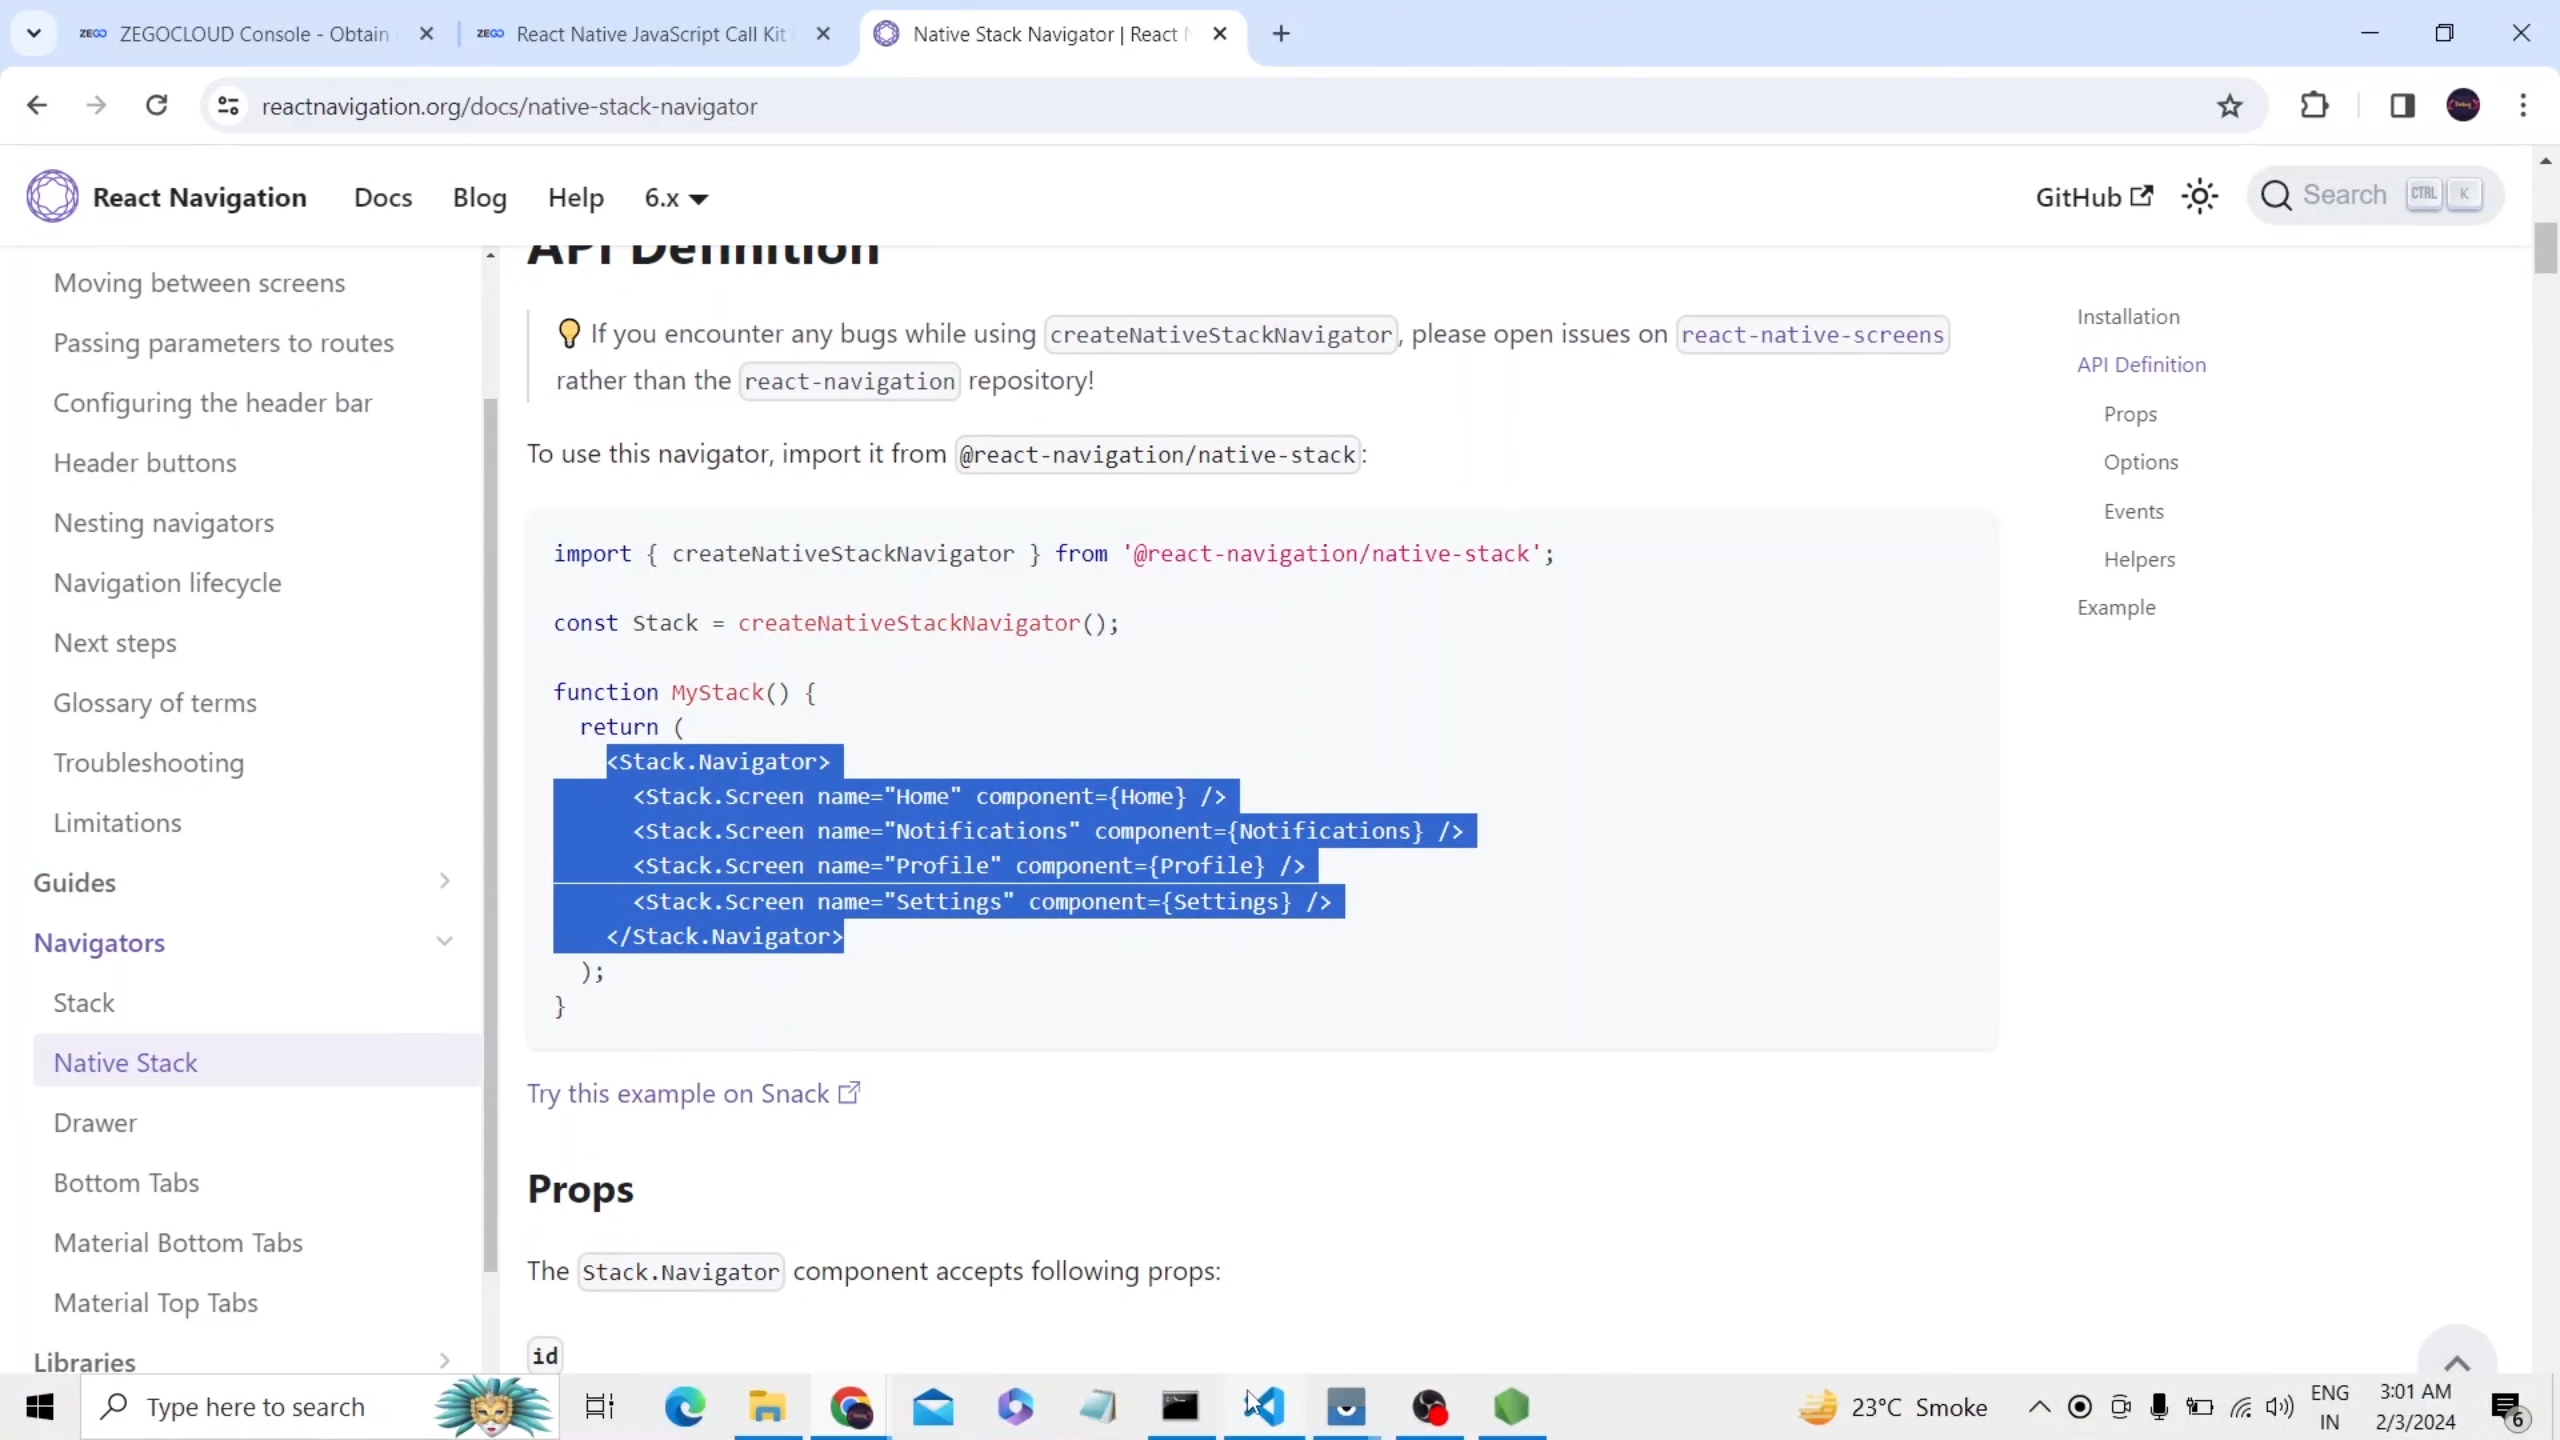 ZEGOCLOUD Console - Obtain
React Native JavaScript Call Kit
Native Stack Navigator | React N
reactnavigation.org/docs/native-stack-navigator
React Navigation
Docs
Blog
Help
6.x
GitHub
Search
CTRL
K
Moving between screens
Passing parameters to routes
Configuring the header bar
Header buttons
Nesting navigators
Navigation lifecycle
Next steps
Glossary of terms
Troubleshooting
Limitations
Guides
Navigators
Stack
Native Stack
Drawer
Bottom Tabs
Material Bottom Tabs
Material Top Tabs
Libraries
API Definition
If you encounter any bugs while using createNativeStackNavigator, please open issues on react-native-screens
rather than the react-navigation repository!
To use this navigator, import it from @react-navigation/native-stack:
import { createNativeStackNavigator } from '@react-navigation/native-stack';
const Stack = createNativeStackNavigator();
function MyStack() {
return (
<Stack.Navigator>
<Stack.Screen name="Home" component={Home} />
<Stack.Screen name="Notifications" component={Notifications} />
<Stack.Screen name="Profile" component={Profile} />
<Stack.Screen name="Settings" component={Settings} />
</Stack.Navigator>
);
}
Try this example on Snack
Props
The Stack.Navigator component accepts following props:
id
Installation
API Definition
Props
Options
Events
Helpers
Example
Type here to search
23°C Smoke
ENG
IN
3:01 AM
2/3/2024
6